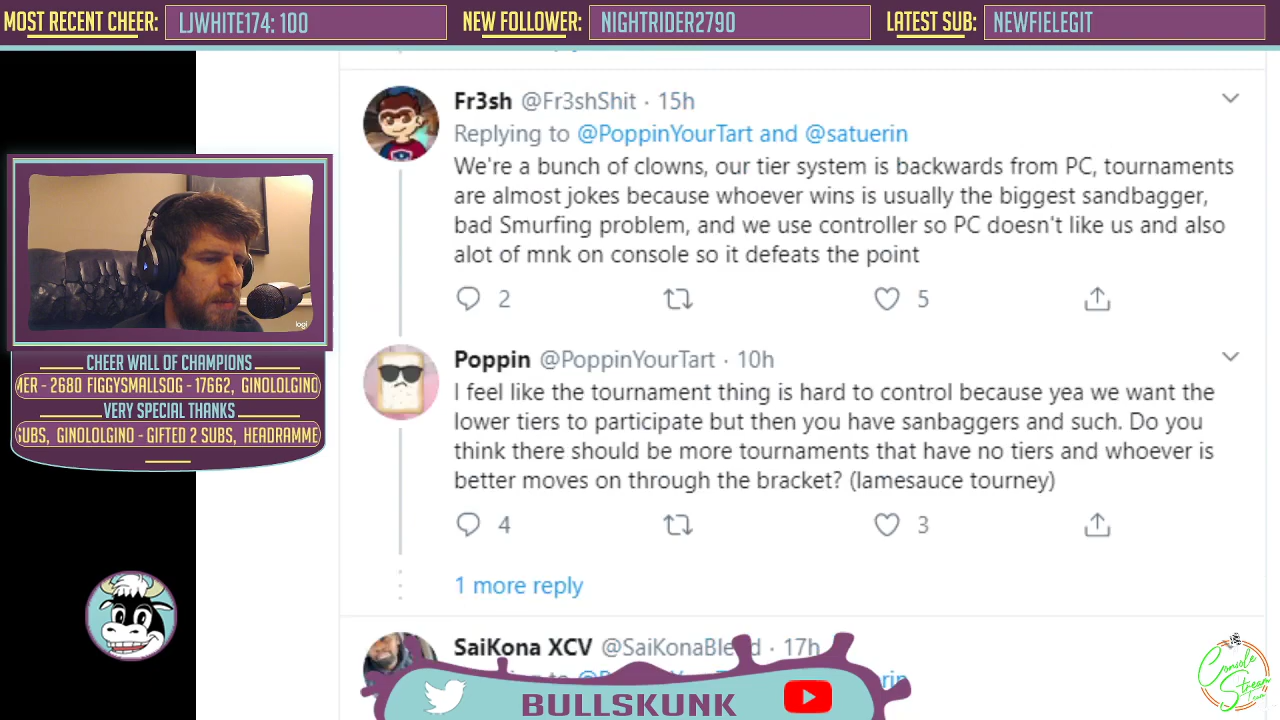 MOST RECENT CHEER: LJWHITE174: 100 NEW FOLLOWER: NIGHTRIDER2790 LATEST SUB: NEWFIELEGIT
Fr3sh @Fr3shShit · 15h
Replying to @PoppinYourTart and @satuerin
We're a bunch of clowns, our tier system is backwards from PC, tournaments
are almost jokes because whoever wins is usually the biggest sandbagger,
bad Smurfing problem, and we use controller so PC doesn't like us and also
alot of mnk on console so it defeats the point
2 5
logi
CHEER WALL OF CHAMPIONS
MER - 2680 FIGGYSMALLSOG - 17662, GINOLOLGINO
VERY SPECIAL THANKS
SUBS, GINOLOLGINO - GIFTED 2 SUBS, HEADRAMME
Poppin @PoppinYourTart · 10h
I feel like the tournament thing is hard to control because yea we want the
lower tiers to participate but then you have sanbaggers and such. Do you
think there should be more tournaments that have no tiers and whoever is
better moves on through the bracket? (lamesauce tourney)
4 3
1 more reply
SaiKona XCV @SaiKonaBle d · 17h
BULLSKUNK
Console
Stream
.com